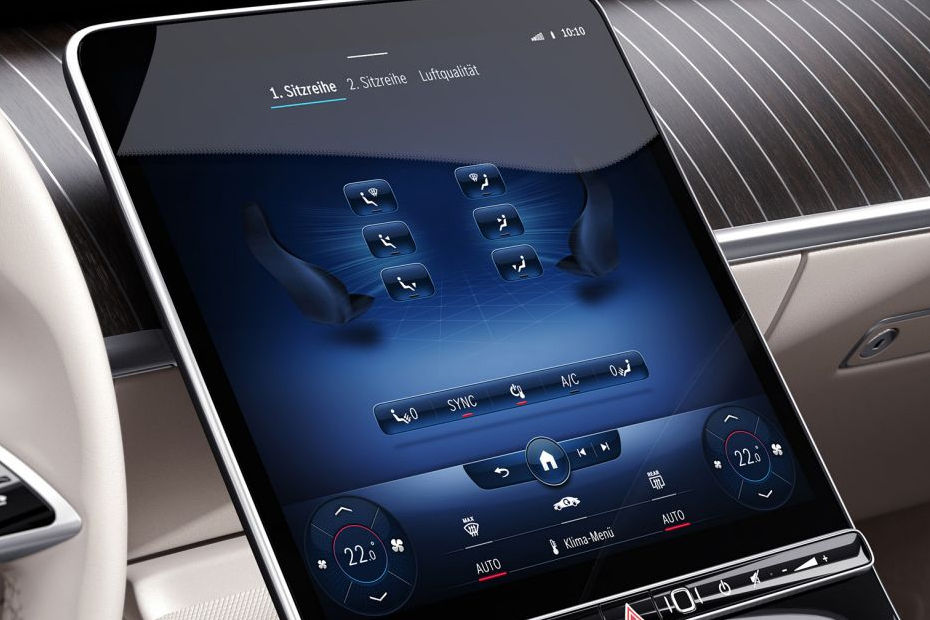 10:10
1. Sitzreihe 2. Sitzreihe Luftqualität
0 SYNC A/C 0
22.0°
MAX
REAR
22.0°
AUTO
Klima-Menü
AUTO
- +